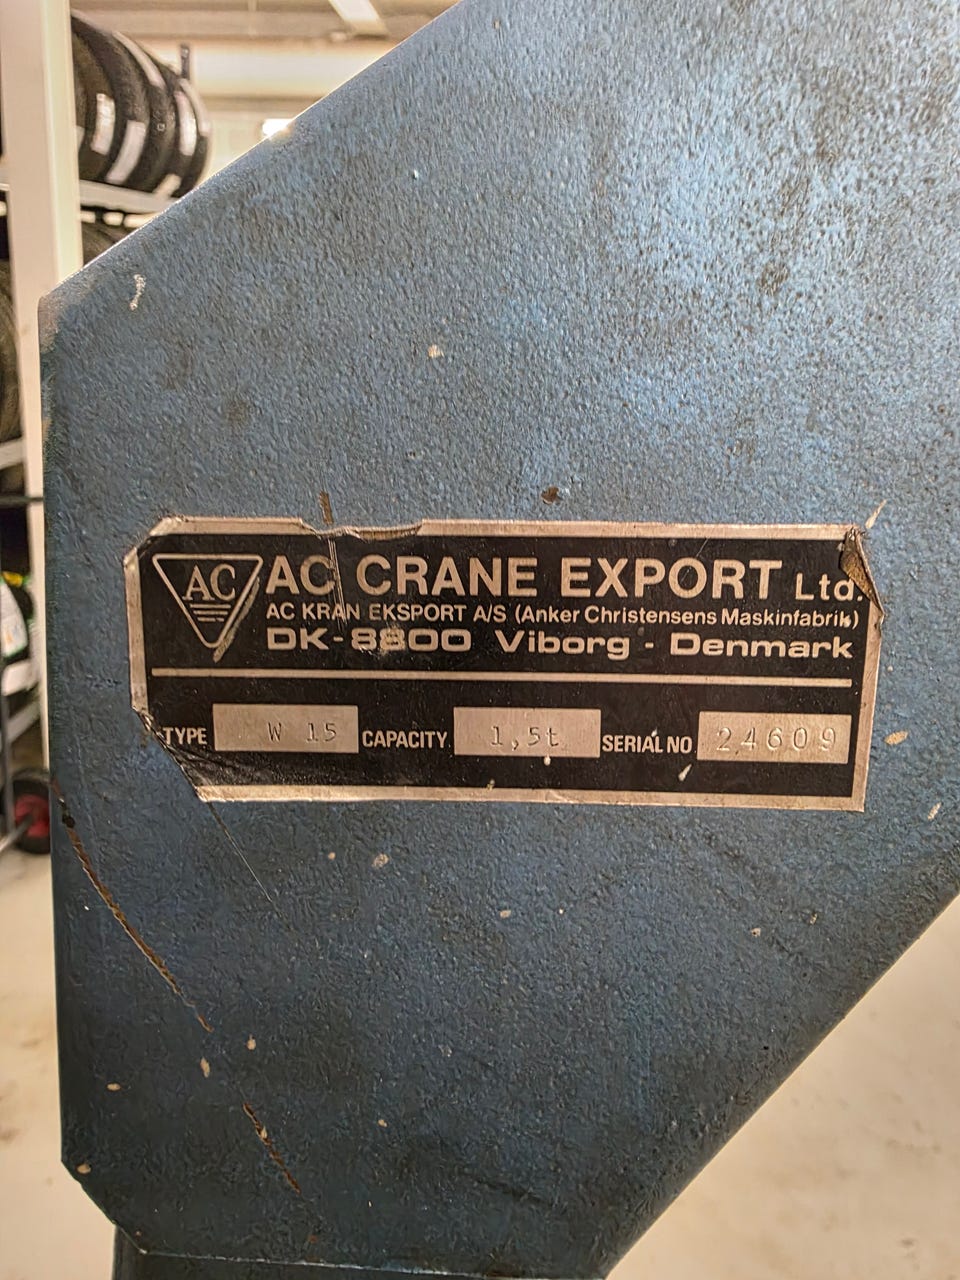 AC
AC CRANE EXPORT Ltd.
AC KRAN EKSPORT A/S (Anker Christensens Maskinfabrik)
DK-8800 Viborg - Denmark
TYPE W 15 CAPACITY 1,5t SERIAL NO 24609